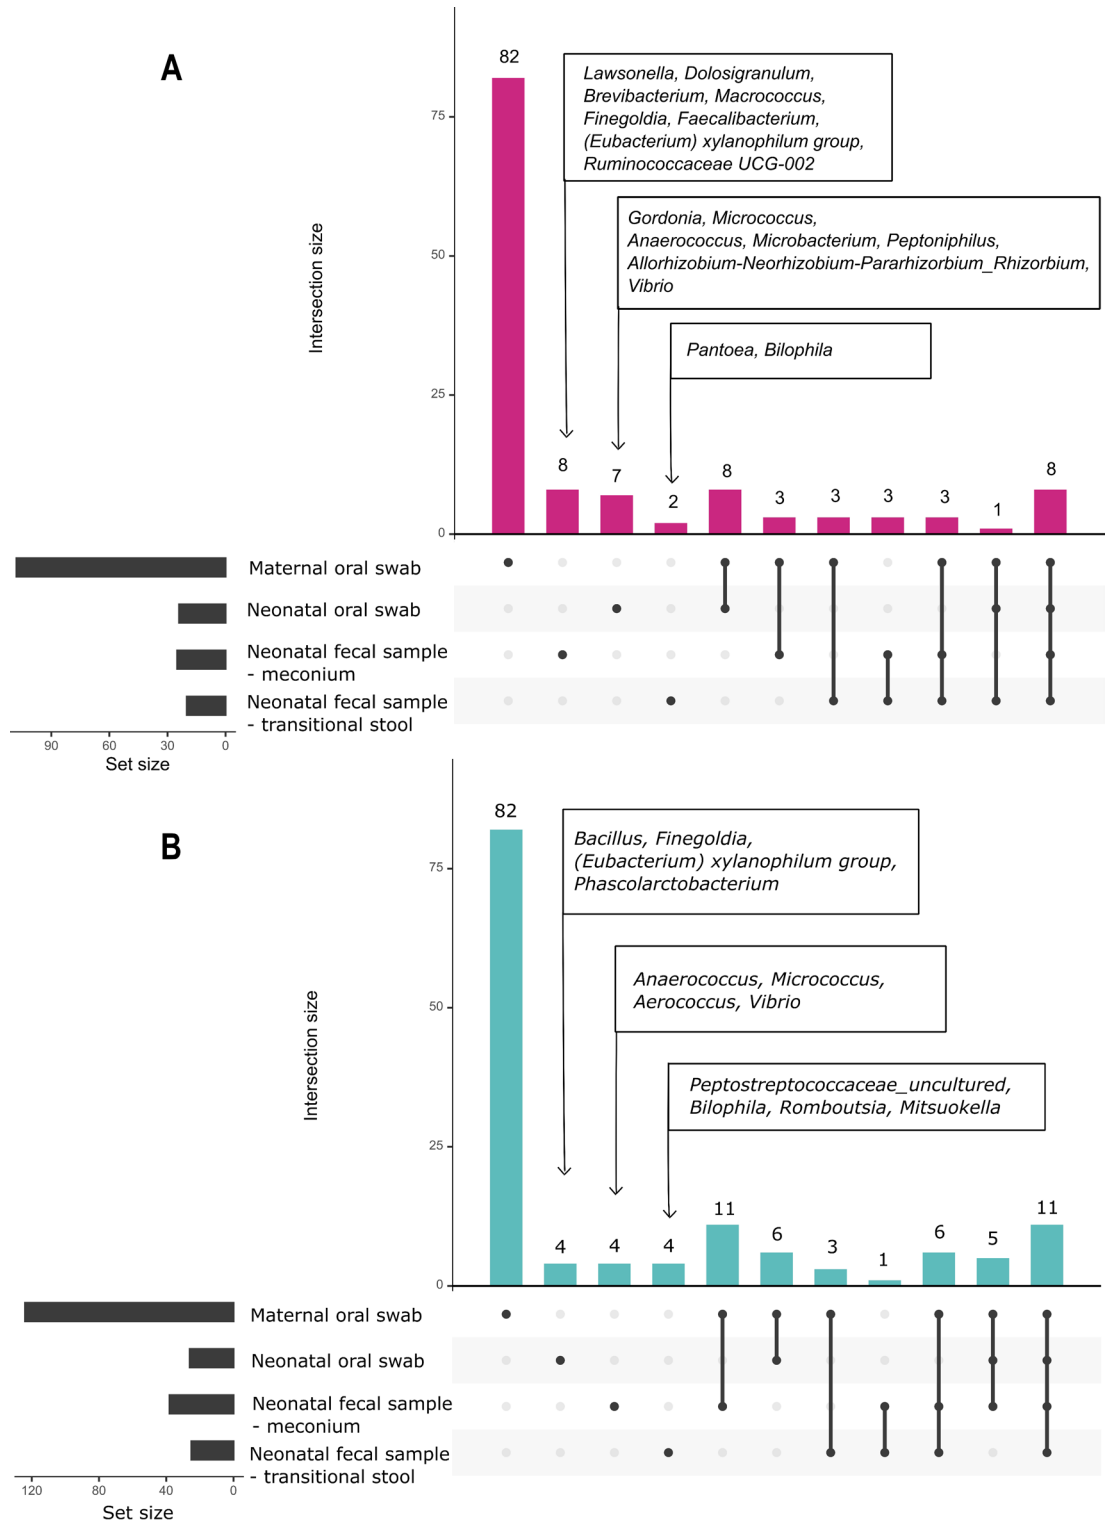 A
82
Lawsonella, Dolosigranulum,
Brevibacterium, Macrococcus,
Finegoldia, Faecalibacterium,
(Eubacterium) xylanophilum group,
Ruminococcaceae UCG-002
Gordonia, Micrococcus,
Anaerococcus, Microbacterium, Peptoniphilus,
Allorhizobium-Neorhizobium-Pararhizorbium_Rhizorbium,
Vibrio
Pantoea, Bilophila
Intersection size
75
50
25
0
8
7
2
8
3
3
3
3
1
8
Maternal oral swab
Neonatal oral swab
Neonatal fecal sample
- meconium
Neonatal fecal sample
- transitional stool
90
60
30
0
Set size
B
82
Bacillus, Finegoldia,
(Eubacterium) xylanophilum group,
Phascolarctobacterium
Anaerococcus, Micrococcus,
Aerococcus, Vibrio
Peptostreptococcaceae_uncultured,
Bilophila, Romboutsia, Mitsuokella
Intersection size
75
50
25
0
4
4
4
11
6
3
1
6
5
11
Maternal oral swab
Neonatal oral swab
Neonatal fecal sample
- meconium
Neonatal fecal sample
- transitional stool
120
80
40
0
Set size